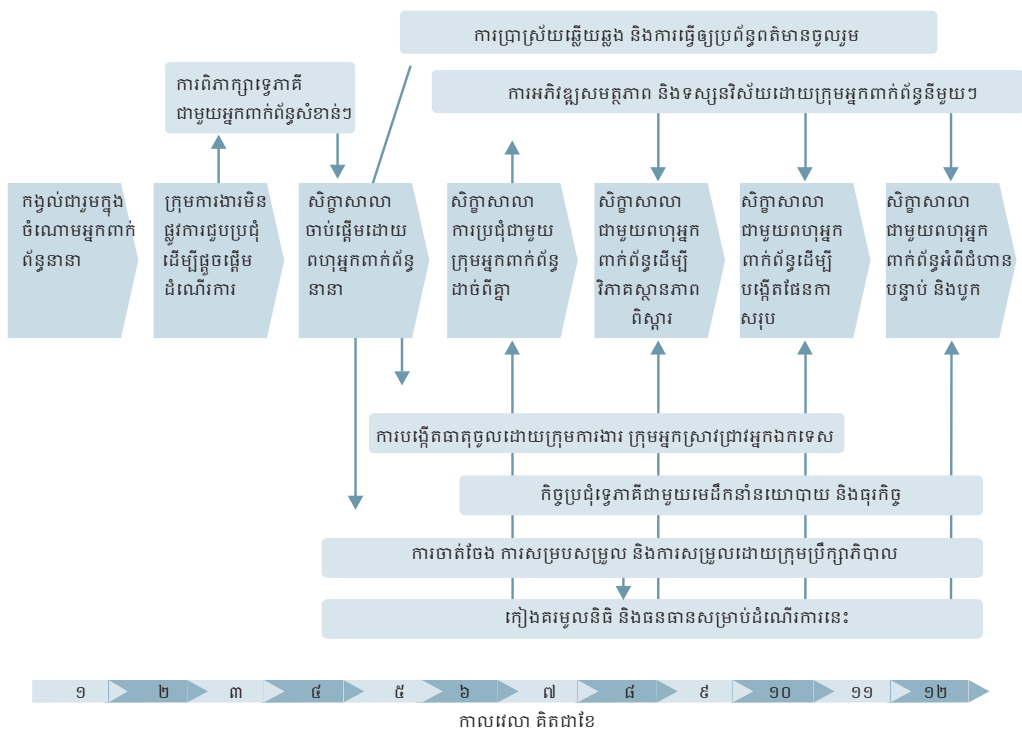 ការប្រាស្រ័យឆ្លើយឆ្លង និងការធ្វើឲ្យប្រព័ន្ធពត៌មានចូលរួម
ការពិភាក្សាទ្វេភាគី
ជាមួយអ្នកពាក់ព័ន្ធសំខាន់ៗ
ការអភិវឌ្ឍសមត្ថភាព និងទស្សនវិស័យដោយក្រុមអ្នកពាក់ព័ន្ធនីមួយៗ
កង្វល់ជារួមក្នុង
ចំណោមអ្នកពាក់
ព័ន្ធនានា
ក្រុមការងារមិន
ផ្លូវការជួបប្រជុំ
ដើម្បីផ្តួចផ្តើម
ដំណើរការ
សិក្ខាសាលា
ចាប់ផ្តើមដោយ
ពហុអ្នកពាក់ព័ន្ធ
នានា
សិក្ខាសាលា
ការប្រជុំជាមួយ
ក្រុមអ្នកពាក់ព័ន្ធ
ដាច់ពីគ្នា
សិក្ខាសាលា
ជាមួយពហុអ្នក
ពាក់ព័ន្ធដើម្បី
វិភាគស្ថានភាព
ពិស្តារ
សិក្ខាសាលា
ជាមួយពហុអ្នក
ពាក់ព័ន្ធដើម្បី
បង្កើតផែនកា
សរុប
សិក្ខាសាលា
ជាមួយពហុអ្នក
ពាក់ព័ន្ធអំពីជំហាន
បន្ទាប់ និងបូក
ការបង្កើតធាតុចូលដោយក្រុមការងារ ក្រុមអ្នកស្រាវជ្រាវអ្នកឯកទេស
កិច្ចប្រជុំទ្វេភាគីជាមួយមេដឹកនាំនយោបាយ និងធុរកិច្ច
ការចាត់ចែង ការសម្របសម្រួល និងការសម្រួលដោយក្រុមប្រឹក្សាភិបាល
កៀងគរមូលនិធិ និងធនធានសម្រាប់ដំណើរការនេះ
១ ២ ៣ ៤ ៥ ៦ ៧ ៨ ៩ ១០ ១១ ១២
កាលវេលា គិតជាខែ